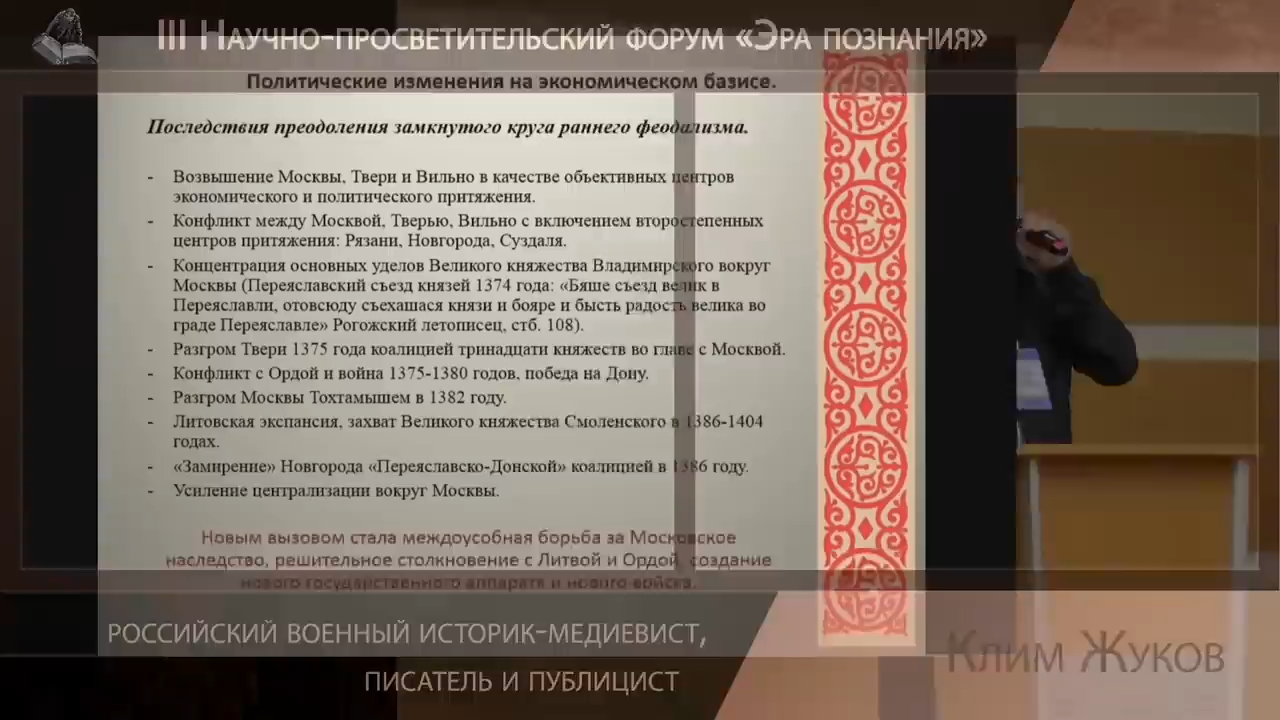 III Научно-просветительский форум «Эра познания»
Политические изменения на экономическом базисе.
Последствия преодоления замкнутого круга раннего феодализма.
- Возвышение Москвы, Твери и Вильно в качестве объективных центров
экономического и политического притяжения.
- Конфликт между Москвой, Тверью, Вильно с включением второстепенных
центров притяжения: Рязани, Новгорода, Суздаля.
- Концентрация основных уделов Великого княжества Владимирского вокруг
Москвы (Переяславский съезд князей 1374 года: «Бяше съезд велик в
Переяславли, отовсюду съехашася князи и бояре и бысть радость велика во
граде Переяславле» Рогожский летописец, стб. 108).
- Разгром Твери 1375 года коалицией тринадцати княжеств во главе с Москвой.
- Конфликт с Ордой и война 1375-1380 годов, победа на Дону.
- Разгром Москвы Тохтамышем в 1382 году.
- Литовская экспансия, захват Великого княжества Смоленского в 1386-1404
годах.
- «Замирение» Новгорода «Переяславско-Донской» коалицией в 1386 году.
- Усиление централизации вокруг Москвы.
Новым вызовом стала междоусобная борьба за Московское
наследство, решительное столкновение с Литвой и Ордой, создание
нового государственного аппарата и нового войска.
российский военный историк-медиевист,
писатель и публицист
Клим Жуков